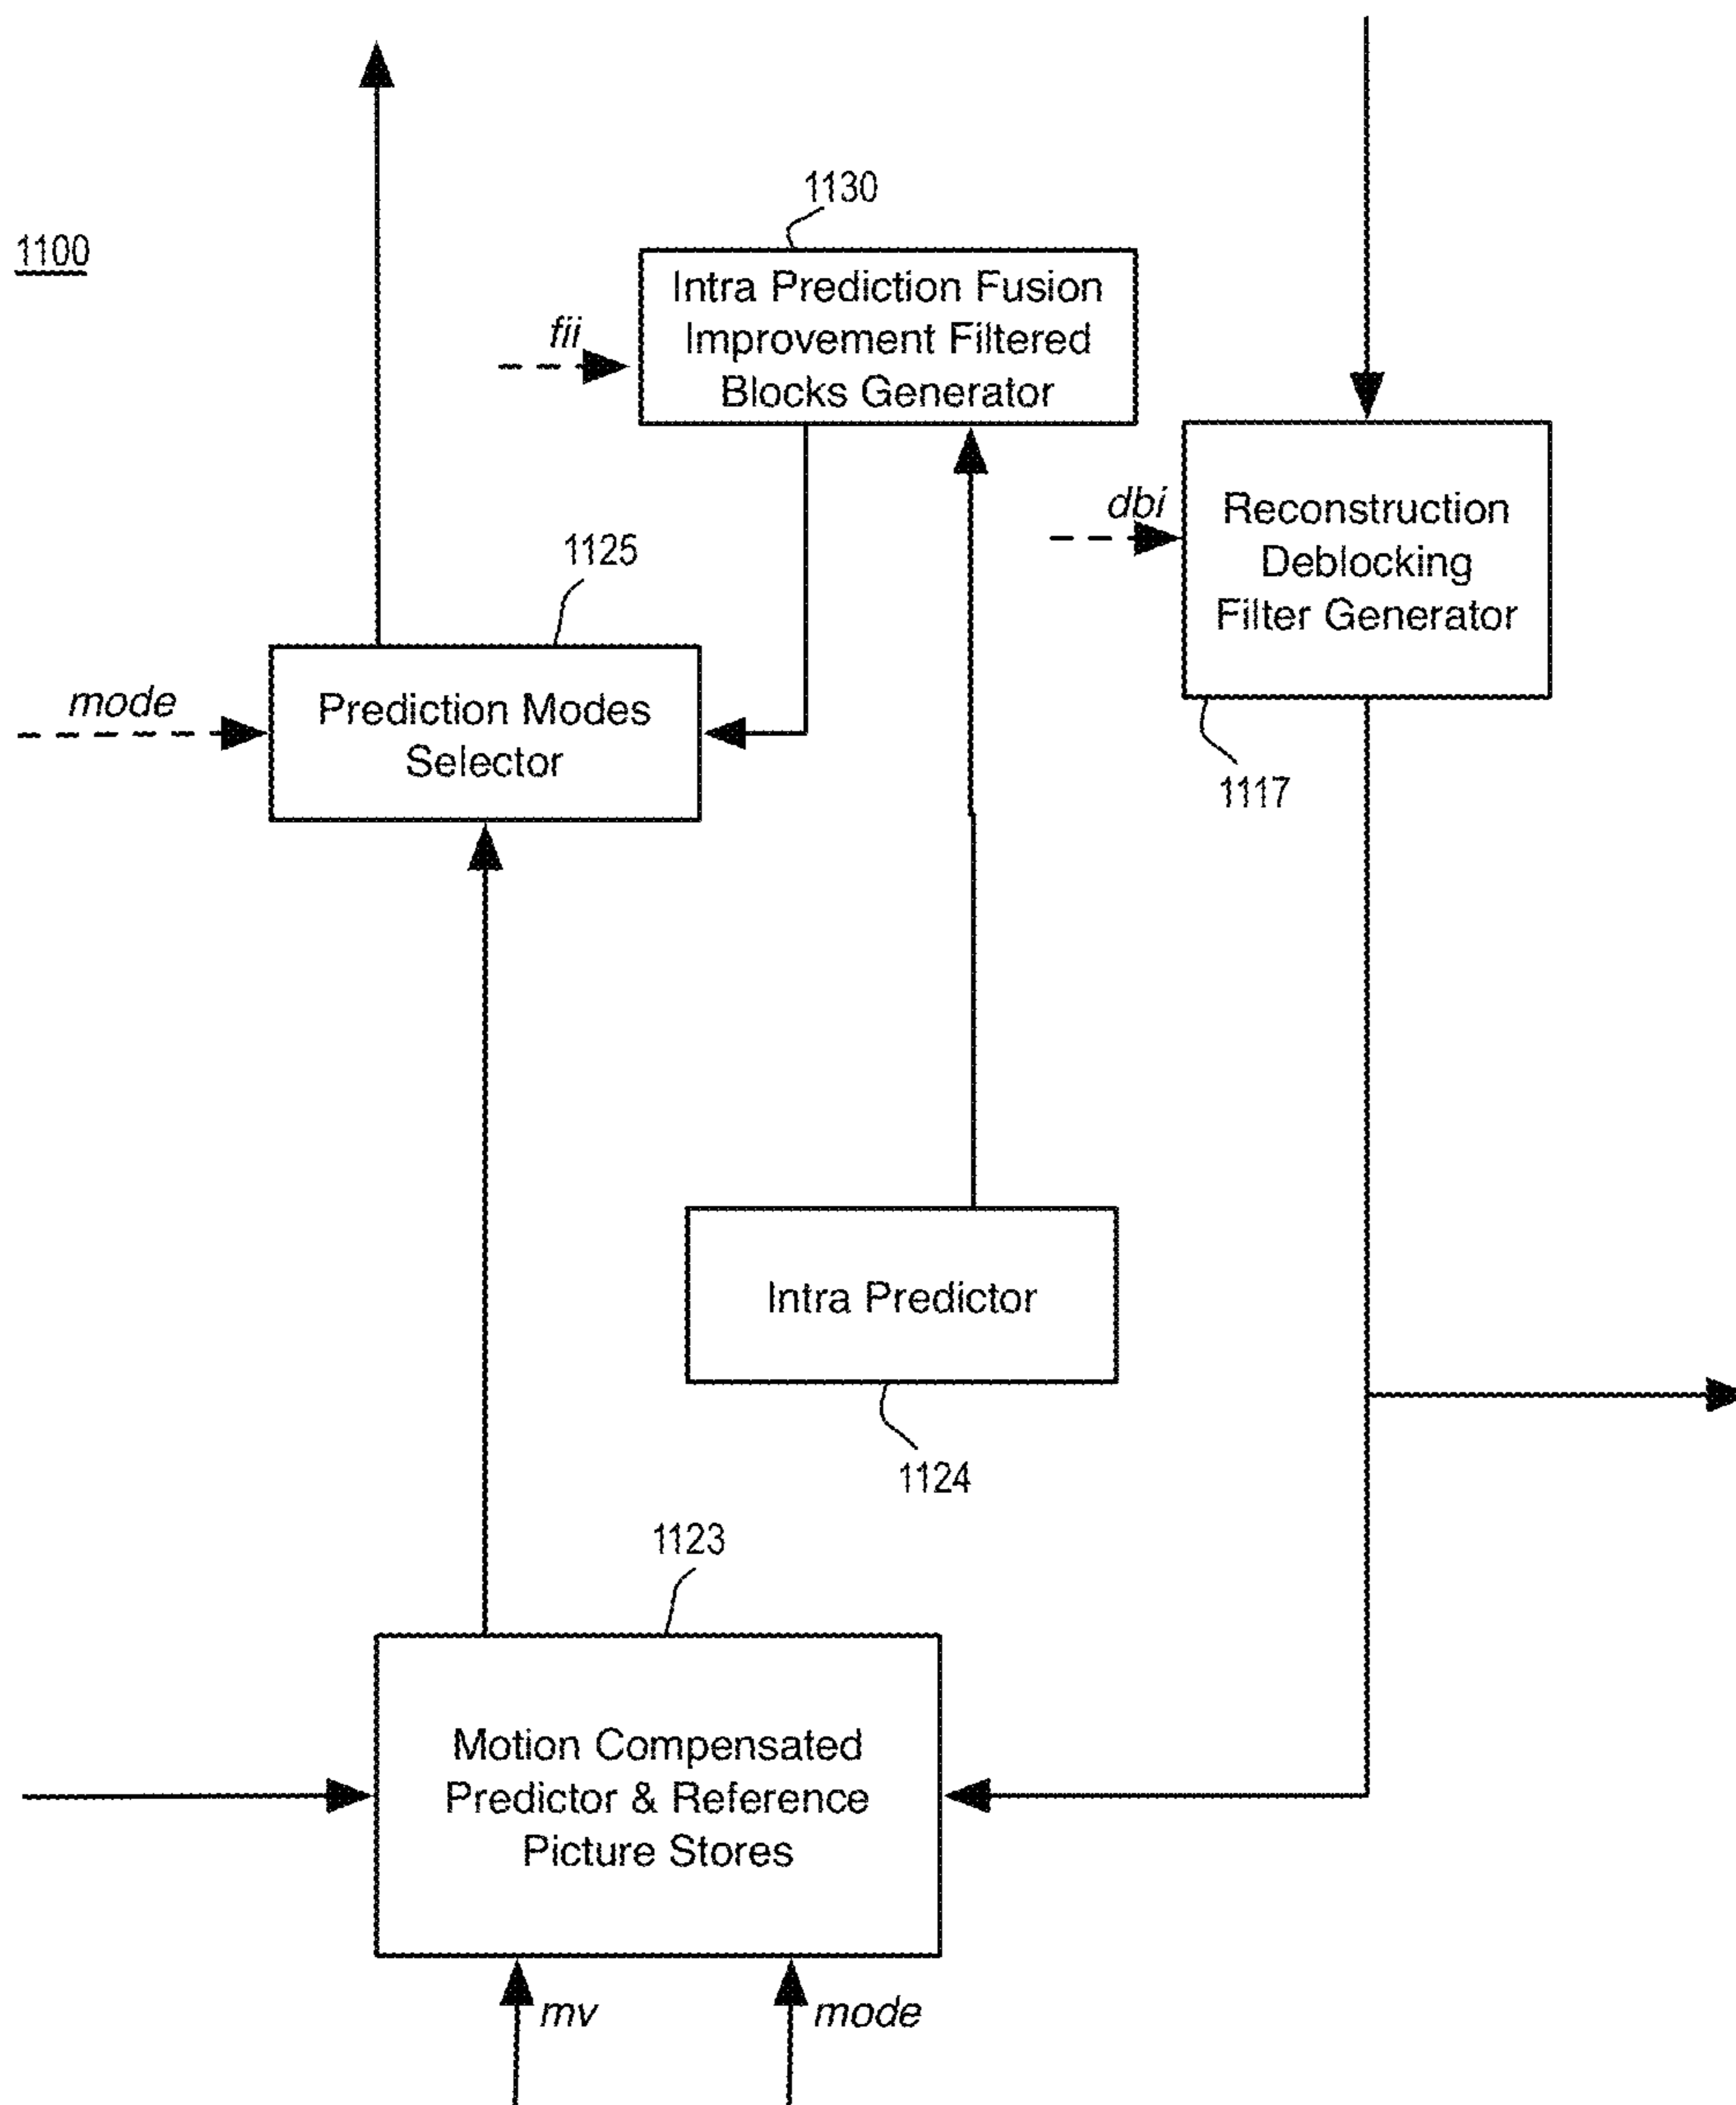 1130
1100
Intra Prediction Fusion
Improvement Filtered
Blocks Generator
fii
dbi
Reconstruction
Deblocking
Filter Generator
1125
mode
Prediction Modes
Selector
1117
Intra Predictor
1124
1123
Motion Compensated
Predictor & Reference
Picture Stores
mv
mode